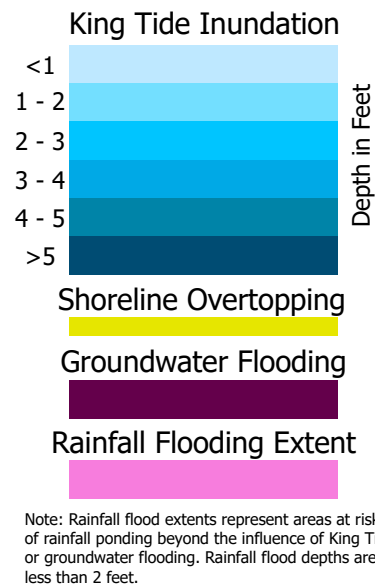 King Tide Inundation
<1
1 - 2
2 - 3
3 - 4
4 - 5
>5
Depth in Feet
Shoreline Overtopping
Groundwater Flooding
Rainfall Flooding Extent
Note: Rainfall flood extents represent areas at risk
of rainfall ponding beyond the influence of King
or groundwater flooding. Rainfall flood depths are
less than 2 feet.